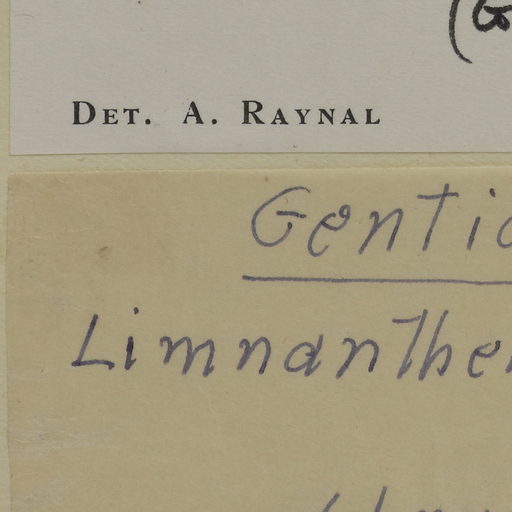 (G
DET. A. RAYNAL
Gentia
Limnanthe